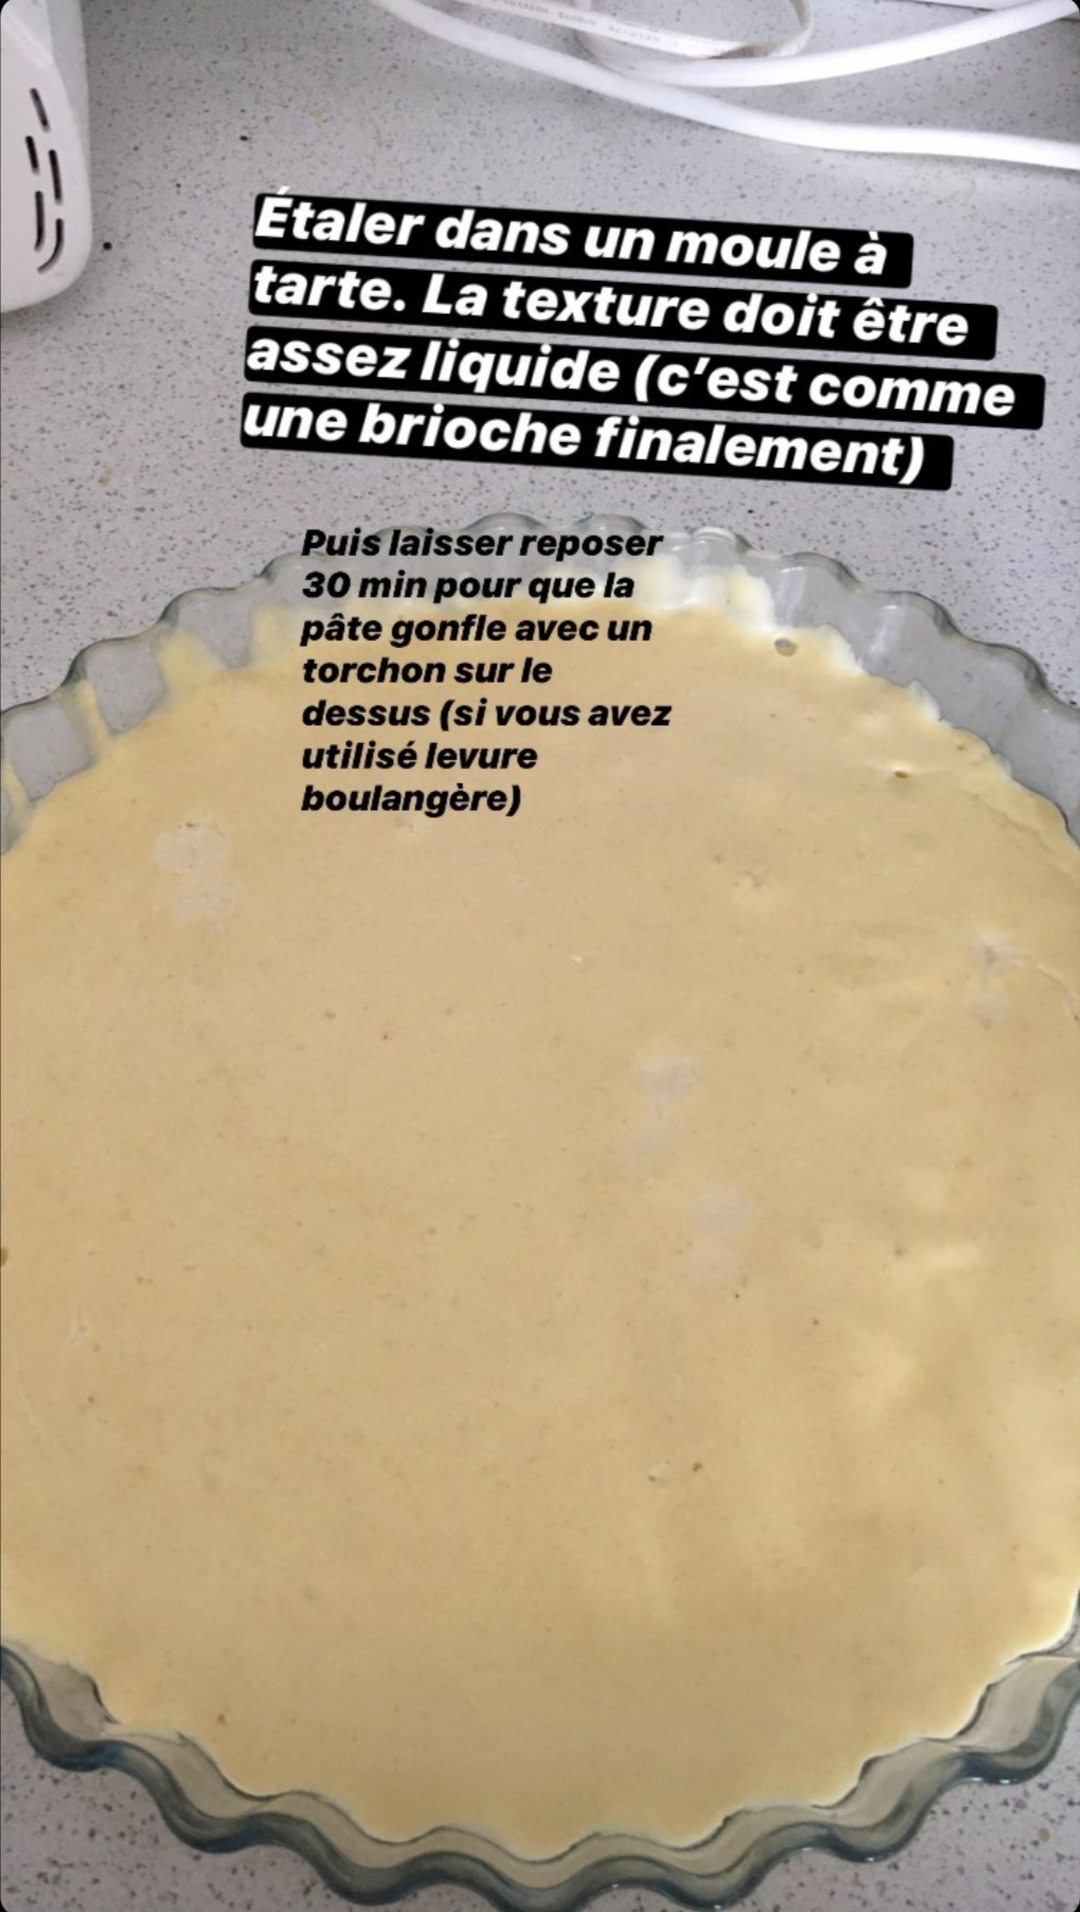 Étaler dans un moule à
tarte. La texture doit être
assez liquide (c'est comme
une brioche finalement)
Puis laisser reposer
30 min pour que la
pâte gonfle avec un
torchon sur le
dessus (si vous avez
utilisé levure
boulangère)